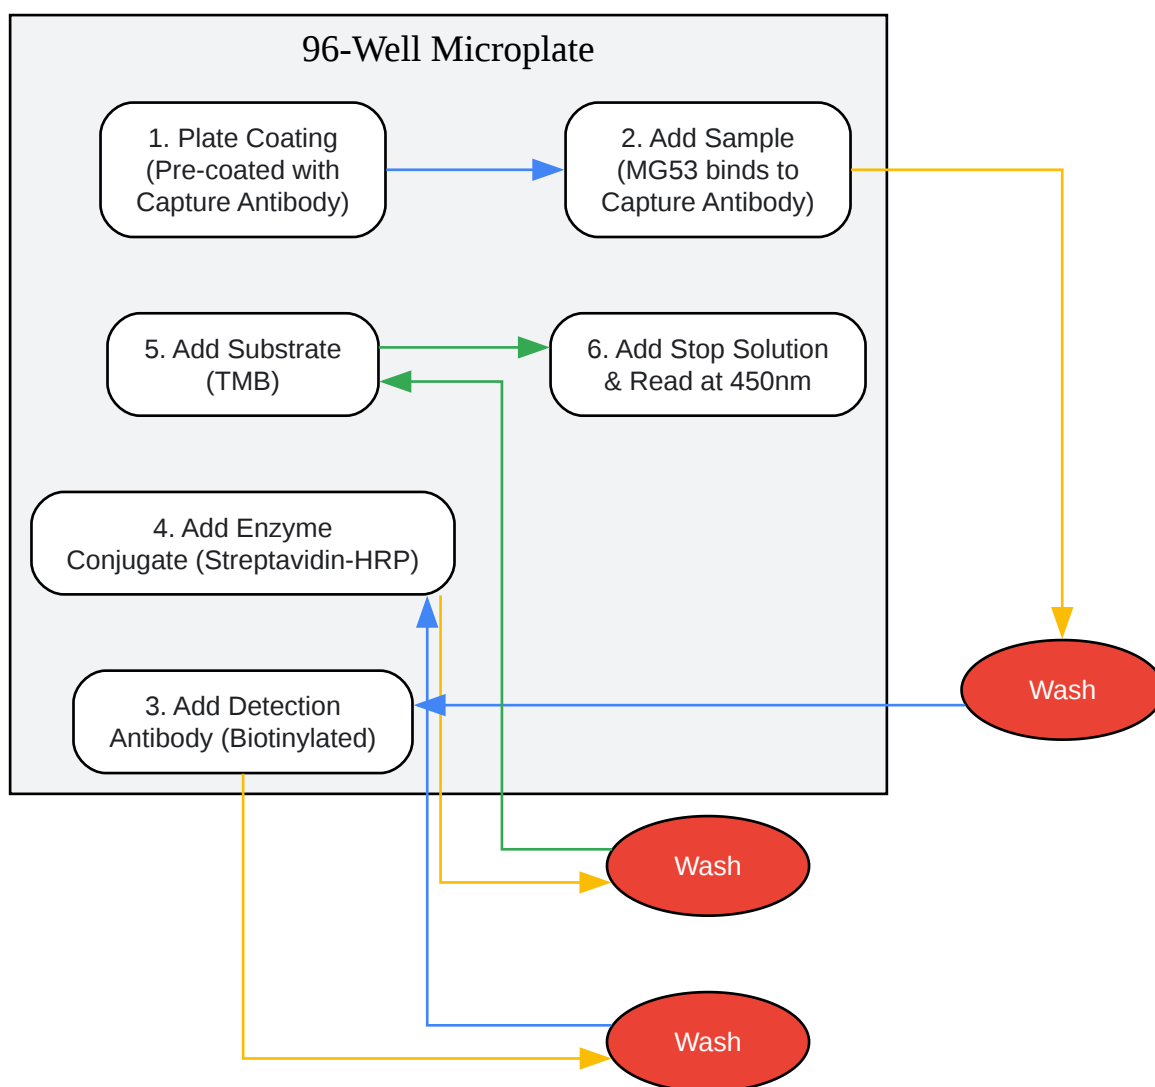 96-Well Microplate
1. Plate Coating
(Pre-coated with
Capture Antibody)
2. Add Sample
(MG53 binds to
Capture Antibody)
5. Add Substrate
(TMB)
6. Add Stop Solution
& Read at 450nm
4. Add Enzyme
Conjugate (Streptavidin-HRP)
3. Add Detection
Antibody (Biotinylated)
Wash
Wash
Wash